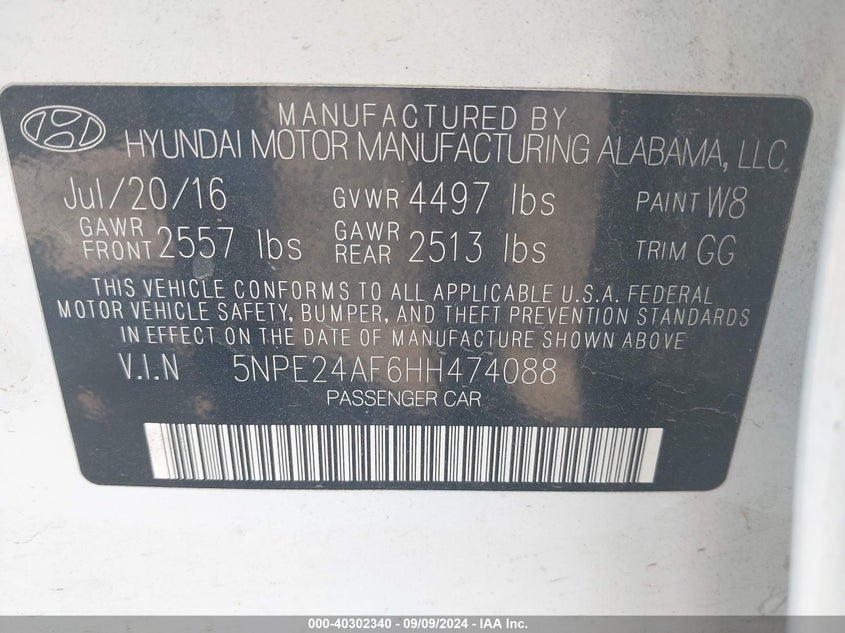 MANUFACTURED BY
HYUNDAI MOTOR MANUFACTURING ALABAMA, LLC.
Jul/20/16 GVWR 4497 lbs PAINT W8
GAWR FRONT 2557 lbs GAWR REAR 2513 lbs TRIM GG
THIS VEHICLE CONFORMS TO ALL APPLICABLE U.S.A. FEDERAL
MOTOR VEHICLE SAFETY, BUMPER, AND THEFT PREVENTION STANDARDS
IN EFFECT ON THE DATE OF MANUFACTURE SHOWN ABOVE.
V.I.N 5NPE24AF6HH474088
PASSENGER CAR
000-40302340 - 09/09/2024 - IAA Inc.